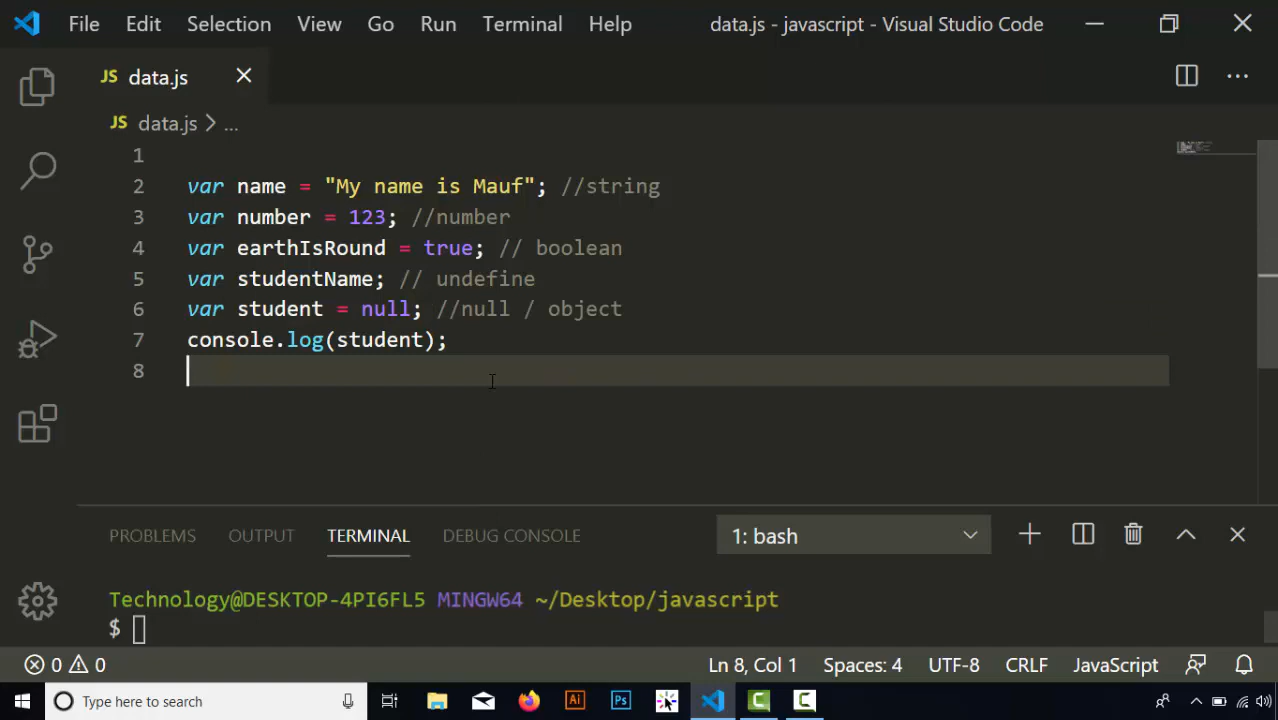 File Edit Selection View Go Run Terminal Help data.js - javascript - Visual Studio Code
JS data.js
JS data.js > ...
1
2 var name = "My name is Mauf"; //string
3 var number = 123; //number
4 var earthIsRound = true; // boolean
5 var studentName; // undefine
6 var student = null; //null / object
7 console.log(student);
8
PROBLEMS OUTPUT TERMINAL DEBUG CONSOLE 1: bash
Technology@DESKTOP-4PI6FL5 MINGW64 ~/Desktop/javascript
$
0 0 Ln 8, Col 1 Spaces: 4 UTF-8 CRLF JavaScript
Type here to search Ai Ps